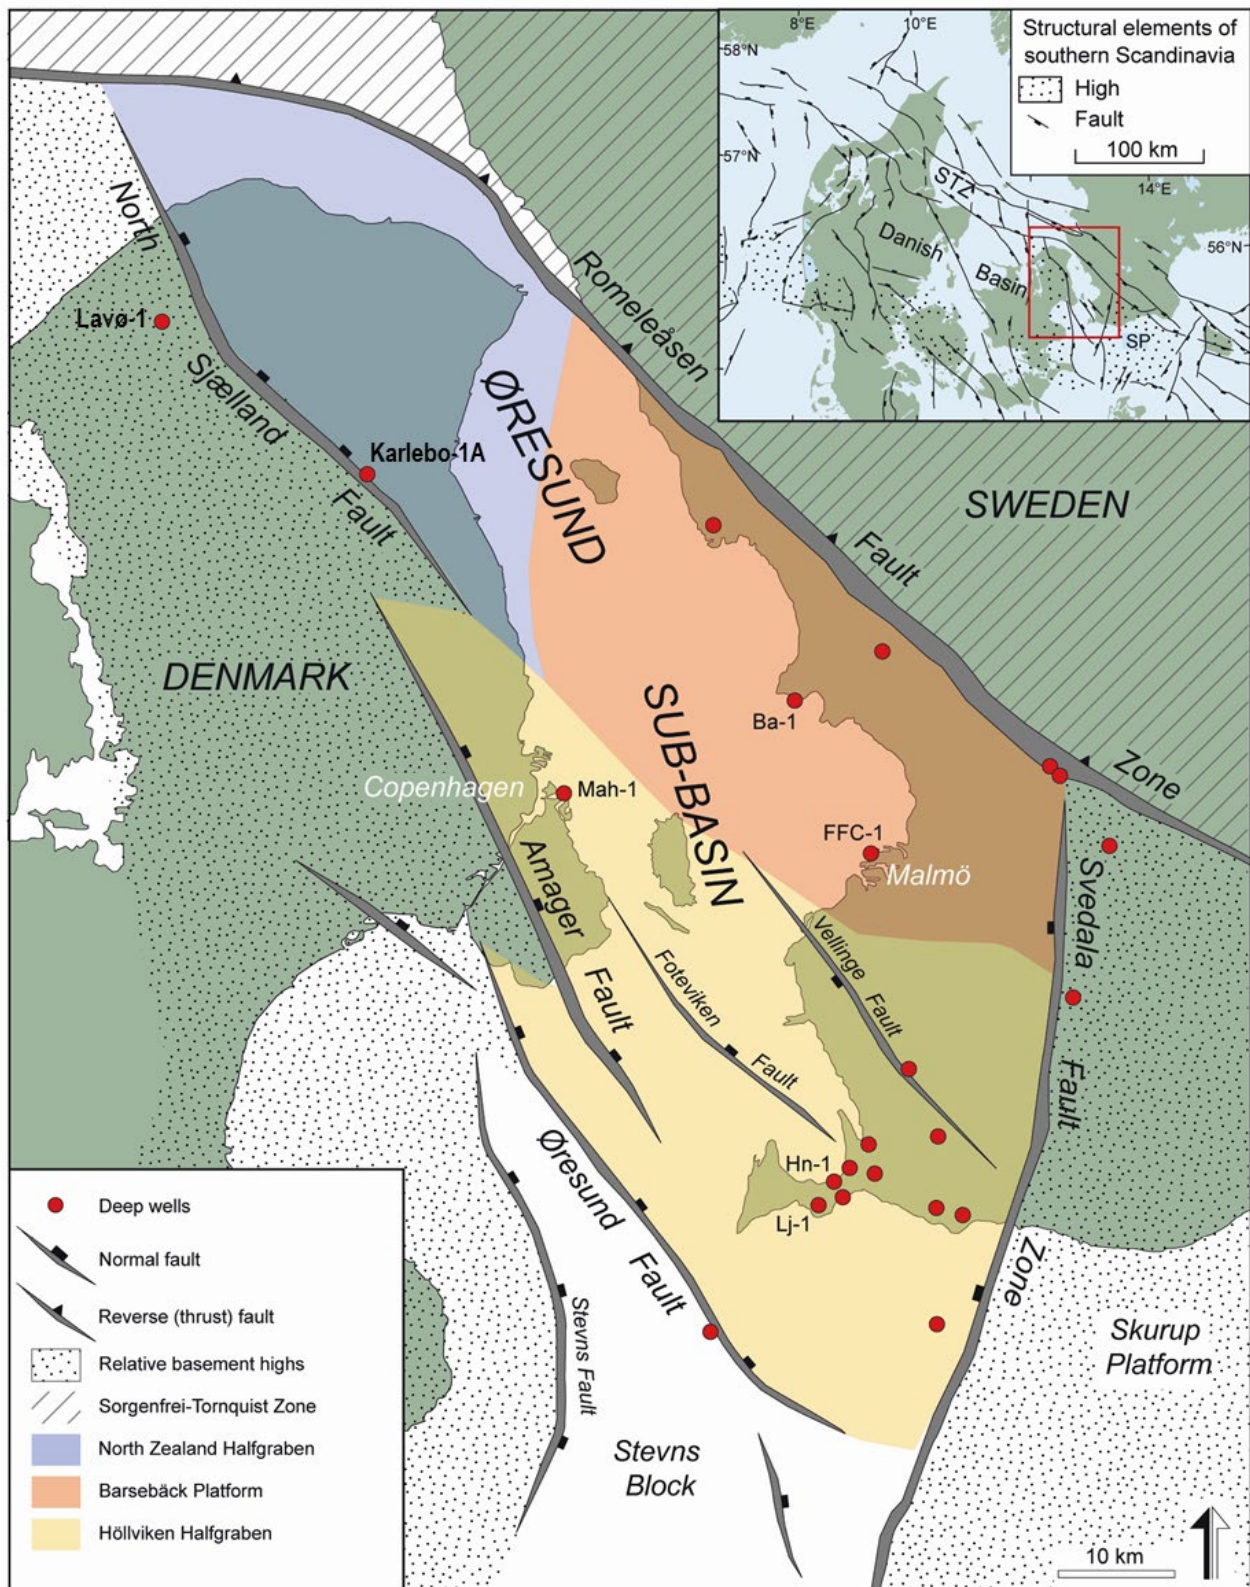 8°E
10°E
58°N
Structural elements of
southern Scandinavia
High
Fault
100 km
57°N
14°E
STZ
56°N
Danish
Basin
SP
North
Sjælland
Fault
Lavø-1
Karlebo-1A
Romeleåsen
Fault
Zone
ØRESUND
SUB-BASIN
SWEDEN
DENMARK
Ba-1
Copenhagen
Mah-1
FFC-1
Malmö
Amager
Fault
Svedala
Fault
Zone
Vellinge
Fault
Foteviken
Fault
Hn-1
Lj-1
Øresund
Fault
Stevns Fault
Skurup
Platform
Stevns
Block
Deep wells
Normal fault
Reverse (thrust) fault
Relative basement highs
Sorgenfrei-Tornquist Zone
North Zealand Halfgraben
Barsebäck Platform
Höllviken Halfgraben
10 km